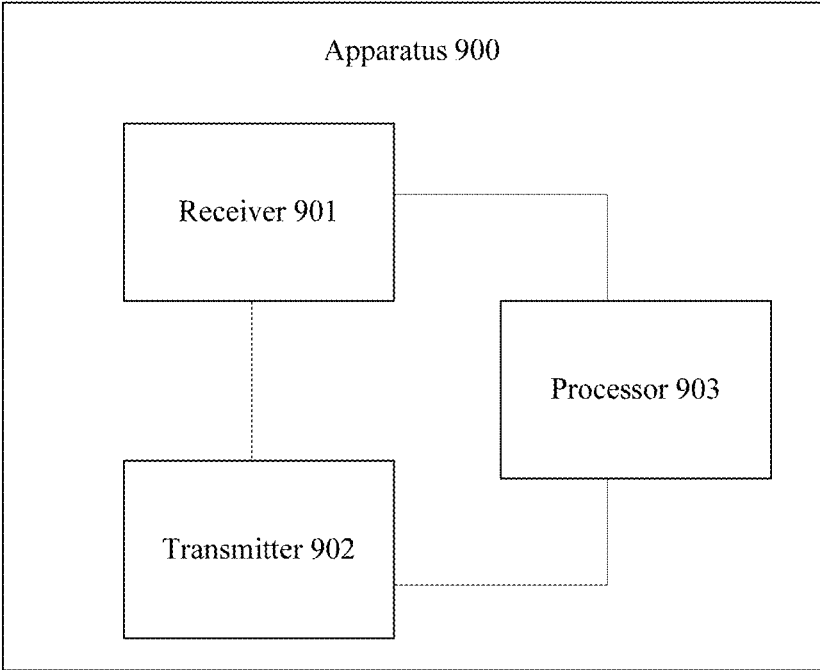 Apparatus 900
Receiver 901
Processor 903
Transmitter 902